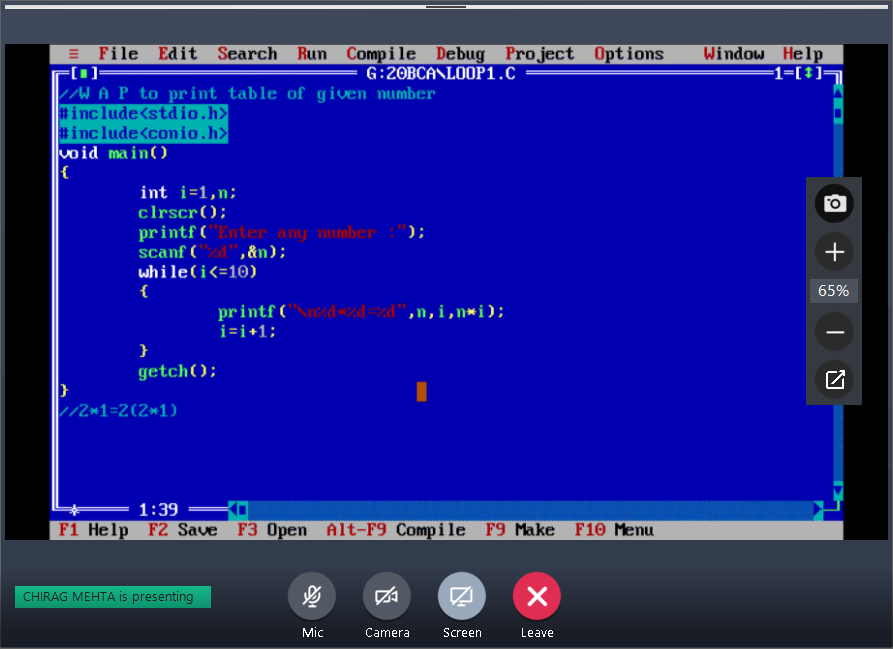 ≡ File Edit Search Run Compile Debug Project Options Window Help
[■] G:20BCA\LOOP1.C 1=[↕]
//W A P to print table of given number
#include<stdio.h>
#include<conio.h>
void main()
{
int i=1,n;
clrscr();
printf("Enter any number :");
scanf("%d",&n);
while(i<=10)
{
printf("\n%d*%d=%d",n,i,n*i);
i=i+1;
}
getch();
}
//2*1=2(2*1)
65%
1:39
F1 Help F2 Save F3 Open Alt-F9 Compile F9 Make F10 Menu
CHIRAG MEHTA is presenting
Mic Camera Screen Leave